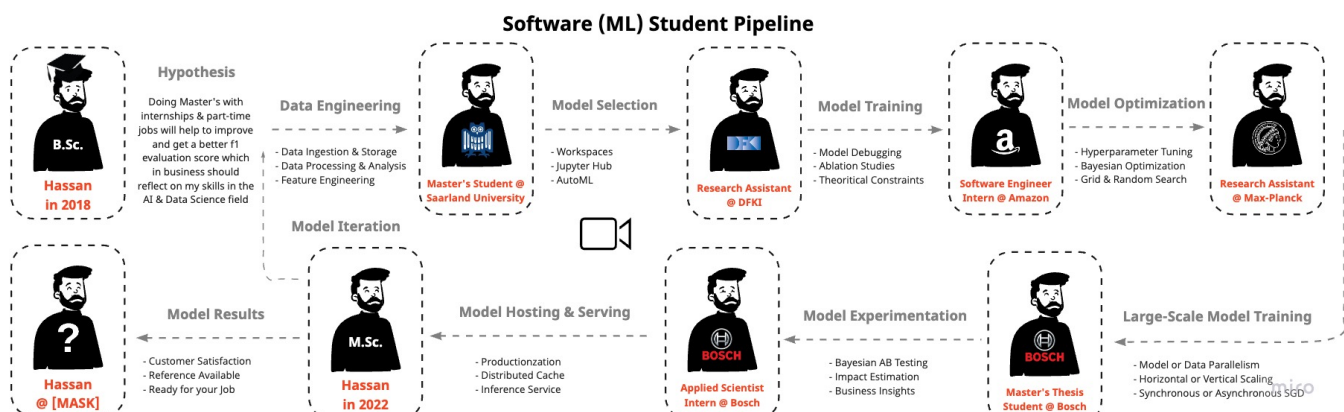 Software (ML) Student Pipeline
B.Sc.
Hassan
in 2018
Hypothesis
Doing Master's with
internships & part-time
jobs will help to improve
and get a better f1
evaluation score which
in business should
reflect on my skills in the
AI & Data Science field
Data Engineering
- Data Ingestion & Storage
- Data Processing & Analysis
- Feature Engineering
Master's Student @
Saarland University
Model Selection
- Workspaces
- Jupyter Hub
- AutoML
DFK
Research Assistant
@ DFKI
Model Training
- Model Debugging
- Ablation Studies
- Theoritical Constraints
a
Software Engineer
Intern @ Amazon
Model Optimization
- Hyperparameter Tuning
- Bayesian Optimization
- Grid & Random Search
Research Assistant
@ Max-Planck
Large-Scale Model Training
- Model or Data Parallelism
- Horizontal or Vertical Scaling
- Synchronous or Asynchronous SGD
BOSCH
Master's Thesis
Student @ Bosch
Model Experimentation
- Bayesian AB Testing
- Impact Estimation
- Business Insights
BOSCH
Applied Scientist
Intern @ Bosch
Model Hosting & Serving
- Productionzation
- Distributed Cache
- Inference Service
M.Sc.
Hassan
in 2022
Model Iteration
Model Results
- Customer Satisfaction
- Reference Available
- Ready for your Job
?
Hassan
@ [MASK]
miro